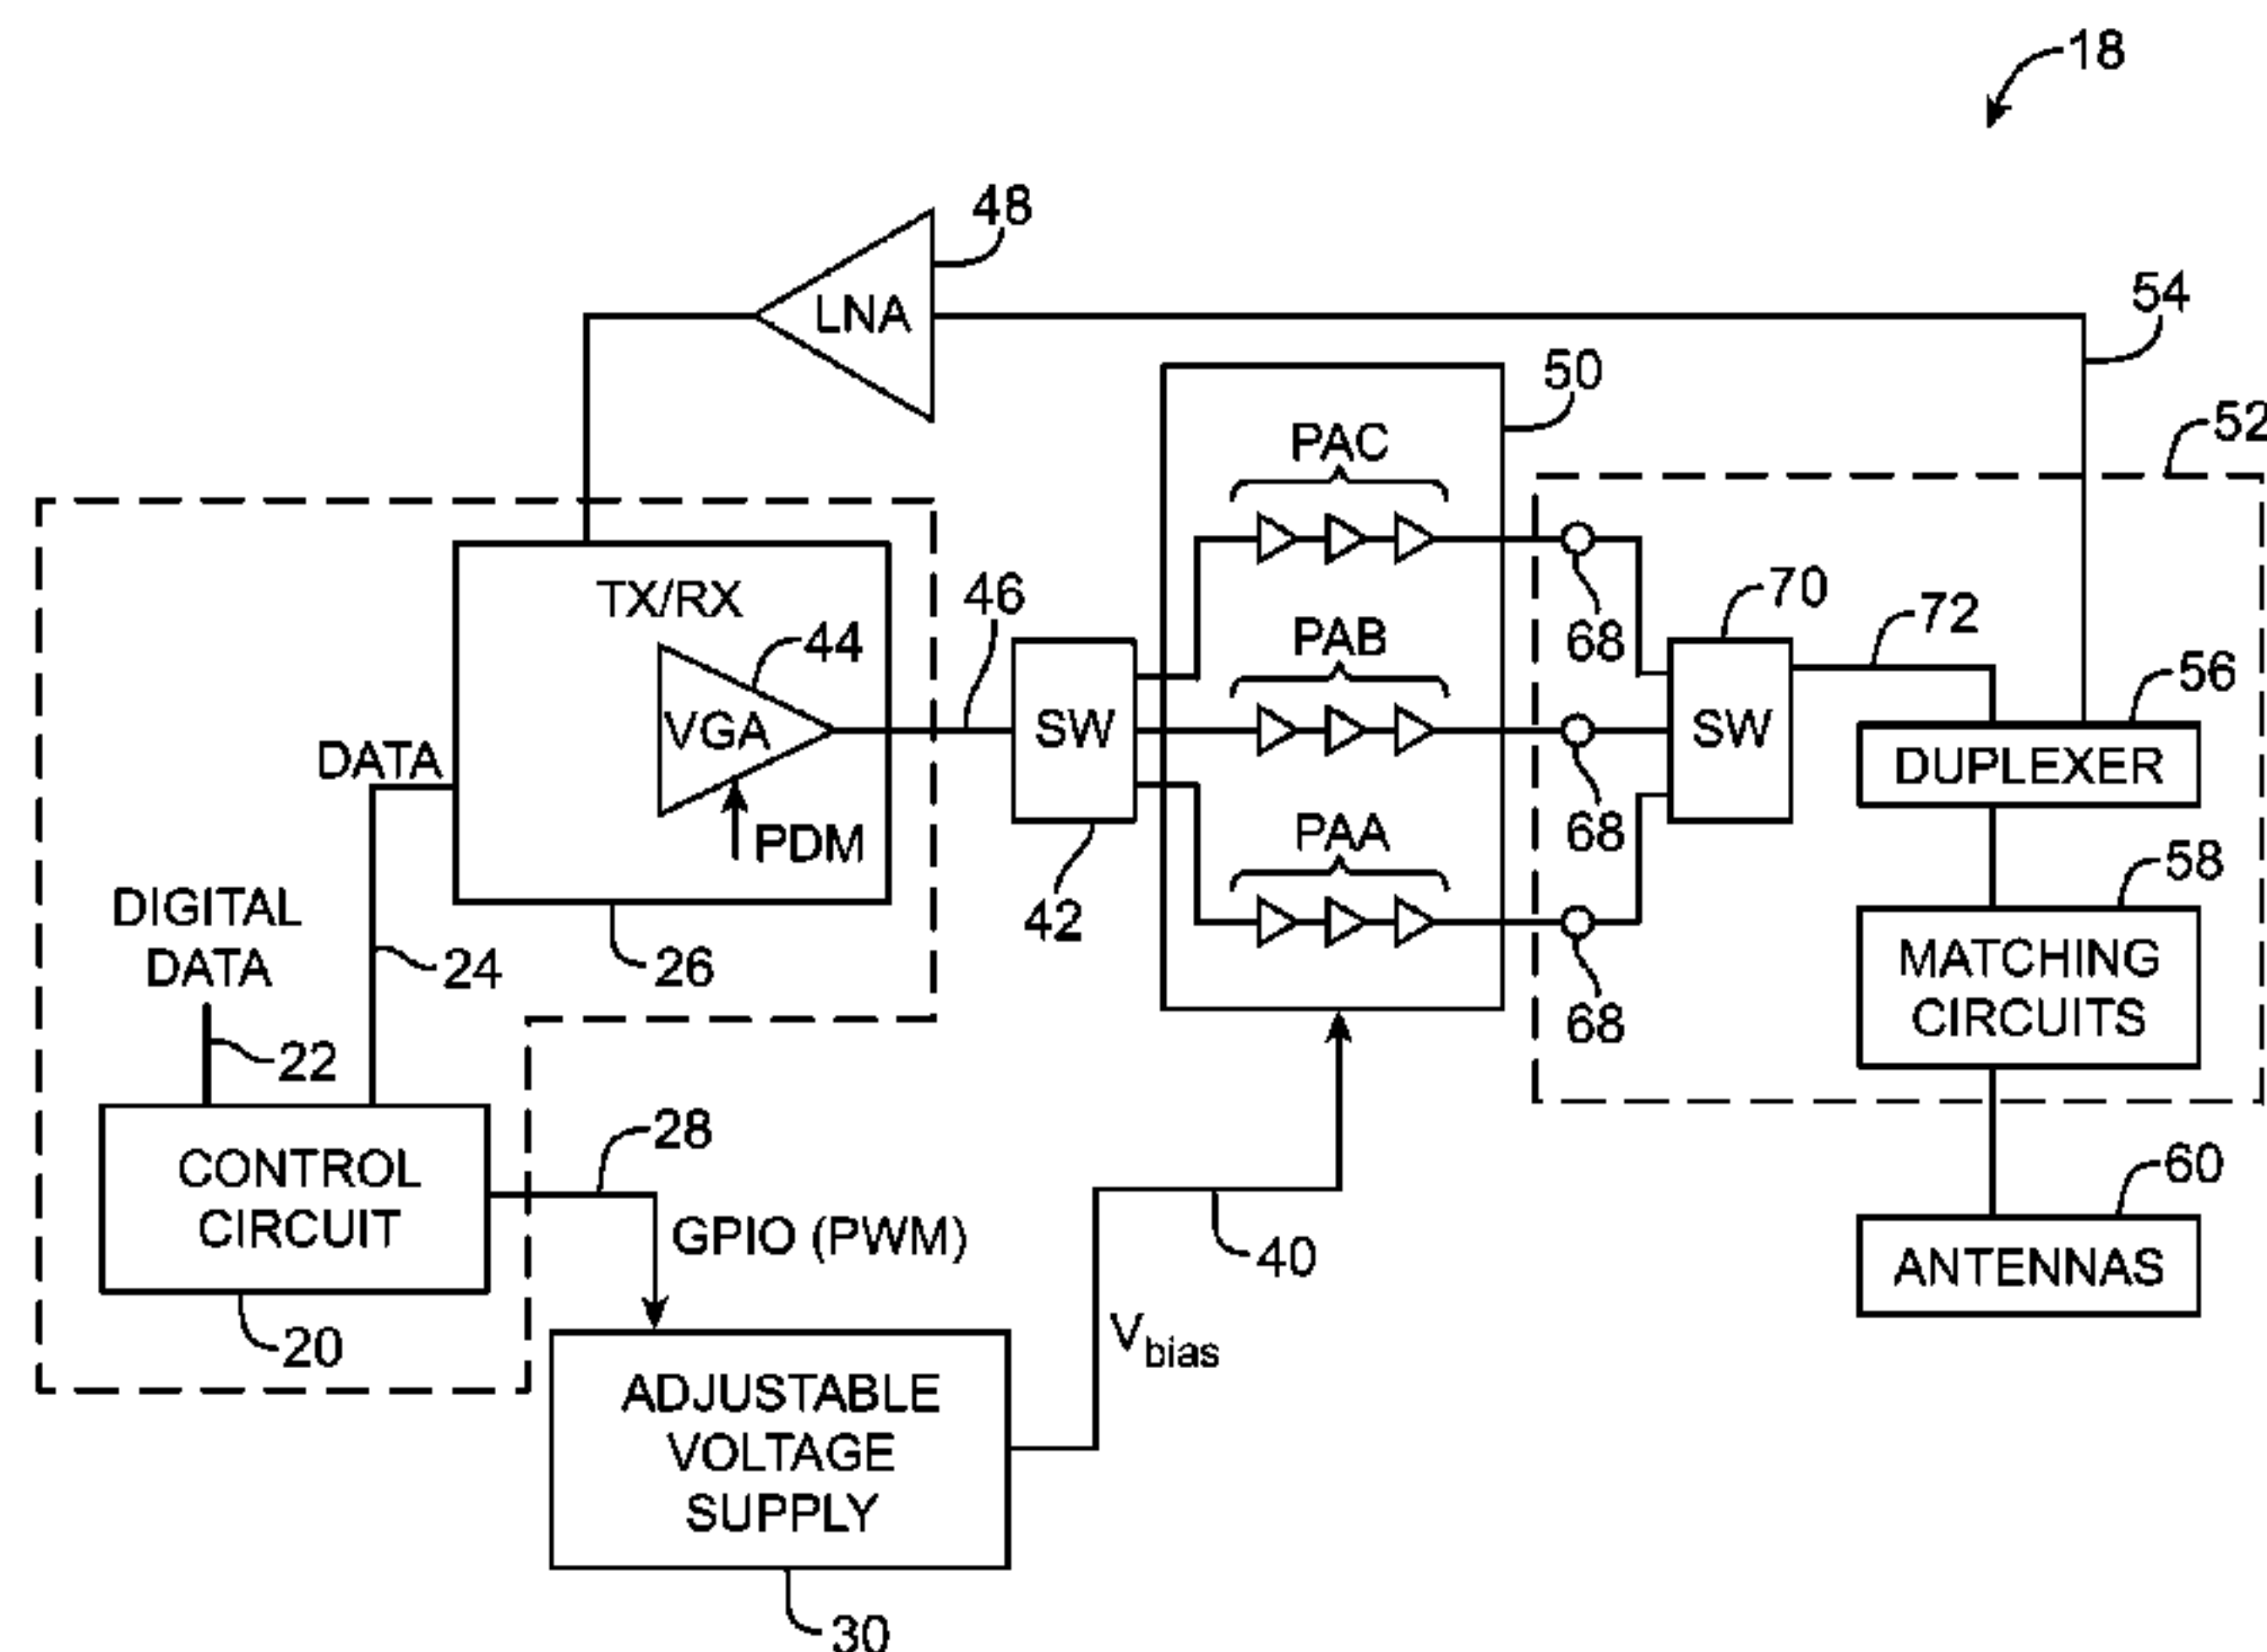 18
48
LNA
54
50
52
PAC
TX/RX
46
70
44
68
72
PAB
56
VGA
SW
SW
DATA
DUPLEXER
PDM
68
PAA
58
DIGITAL
DATA
42
24
26
MATCHING
CIRCUITS
22
68
28
CONTROL
CIRCUIT
60
GPIO (PWM)
40
ANTENNAS
20
Vbias
ADJUSTABLE
VOLTAGE
SUPPLY
30